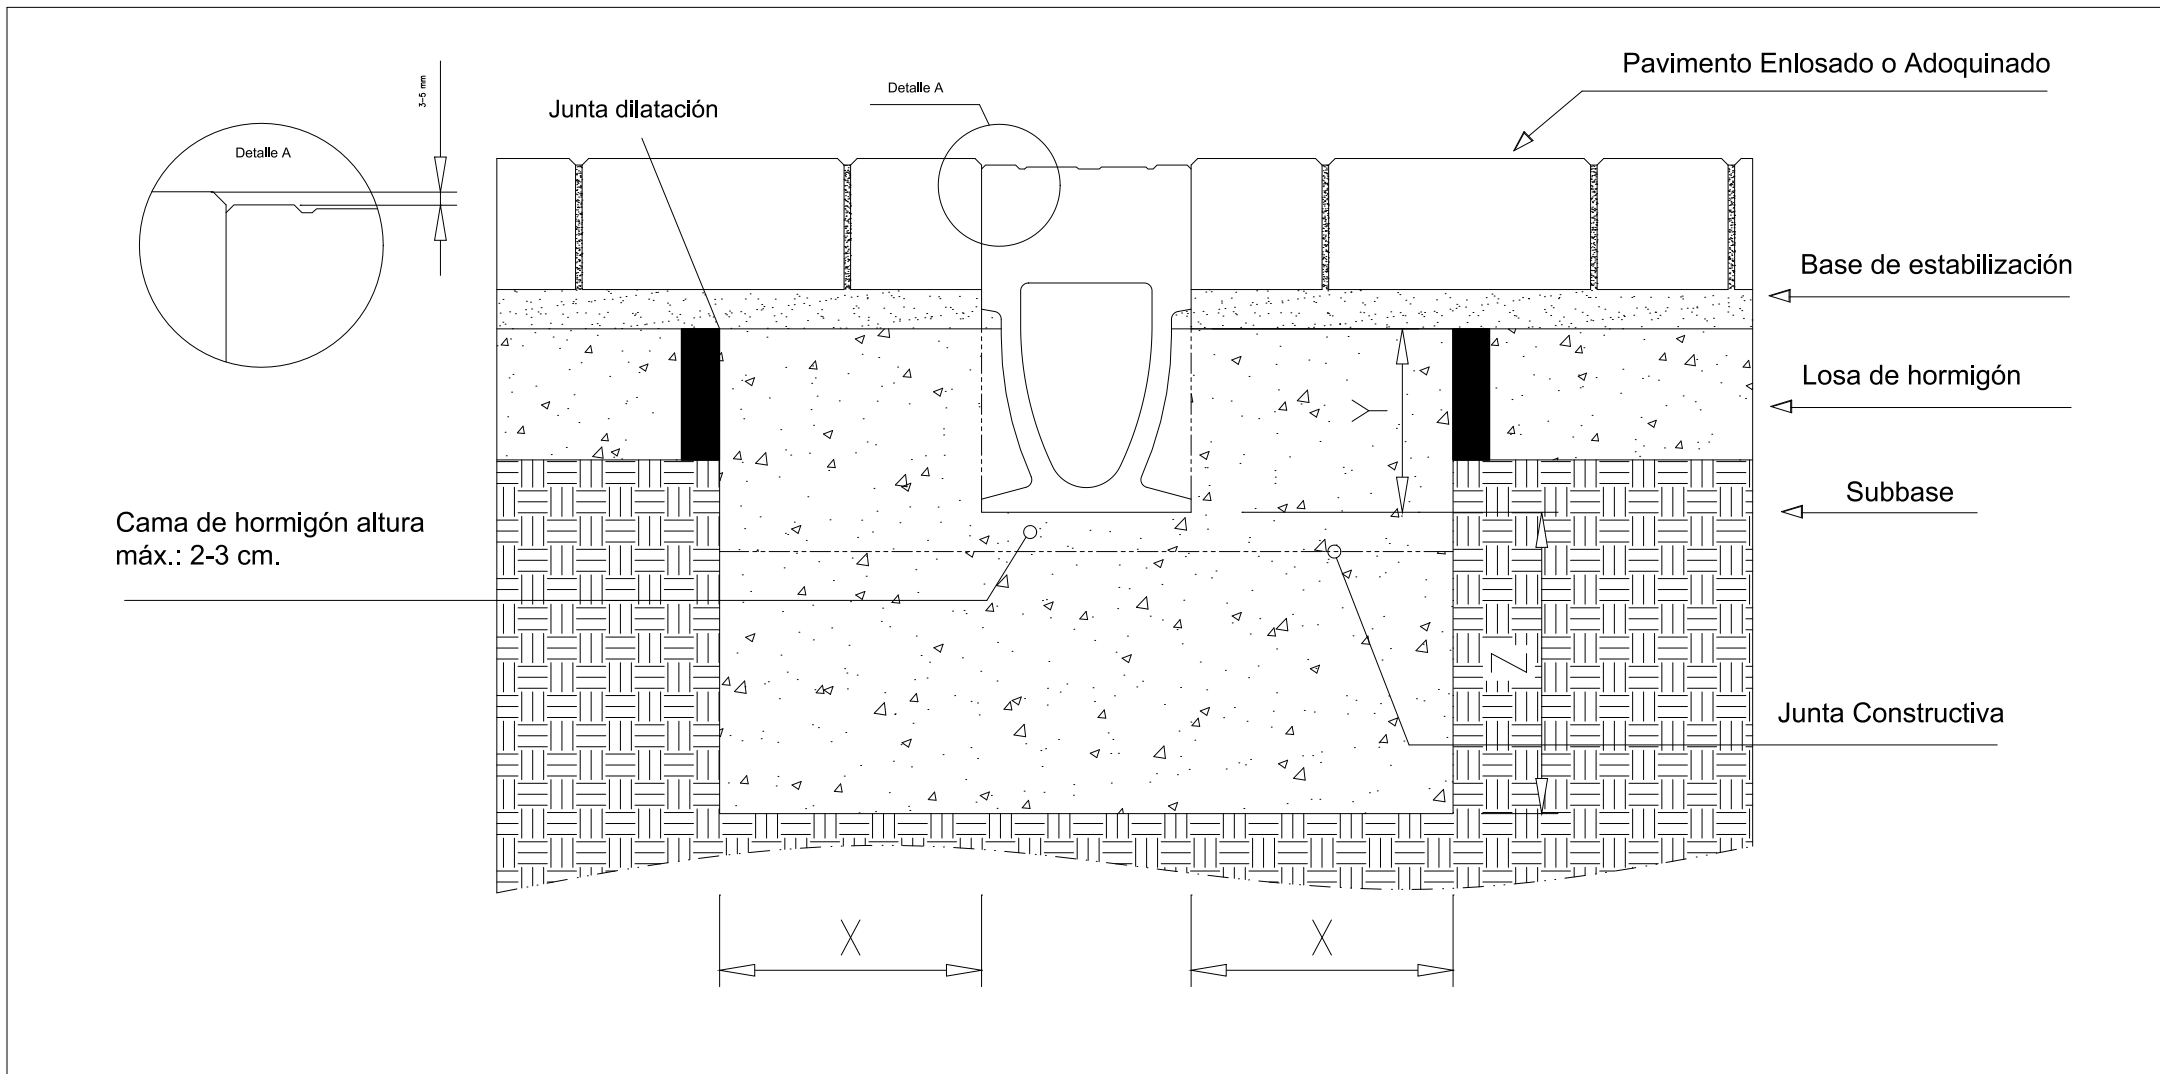 Pavimento Enlosado o Adoquinado
3-5 mm
Detalle A
Junta dilatación
Detalle A
Base de estabilización
Losa de hormigón
Y
Subbase
Cama de hormigón altura
máx.: 2-3 cm.
Z
Junta Constructiva
X
X